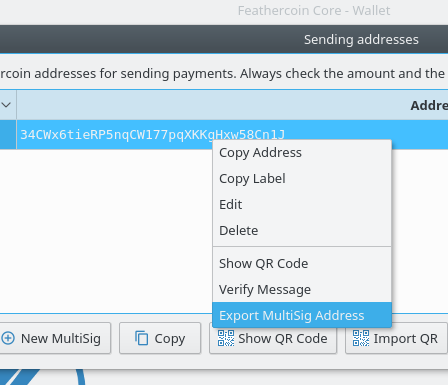 Feathercoin Core - Wallet
Sending addresses
rcoin addresses for sending payments. Always check the amount and the
Addre
34CWx6tieRP5nqCW177pqXKKgHxw58Cn1J
Copy Address
Copy Label
Edit
Delete
Show QR Code
Verify Message
Export MultiSig Address
New MultiSig
Copy
Show QR Code
Import QR